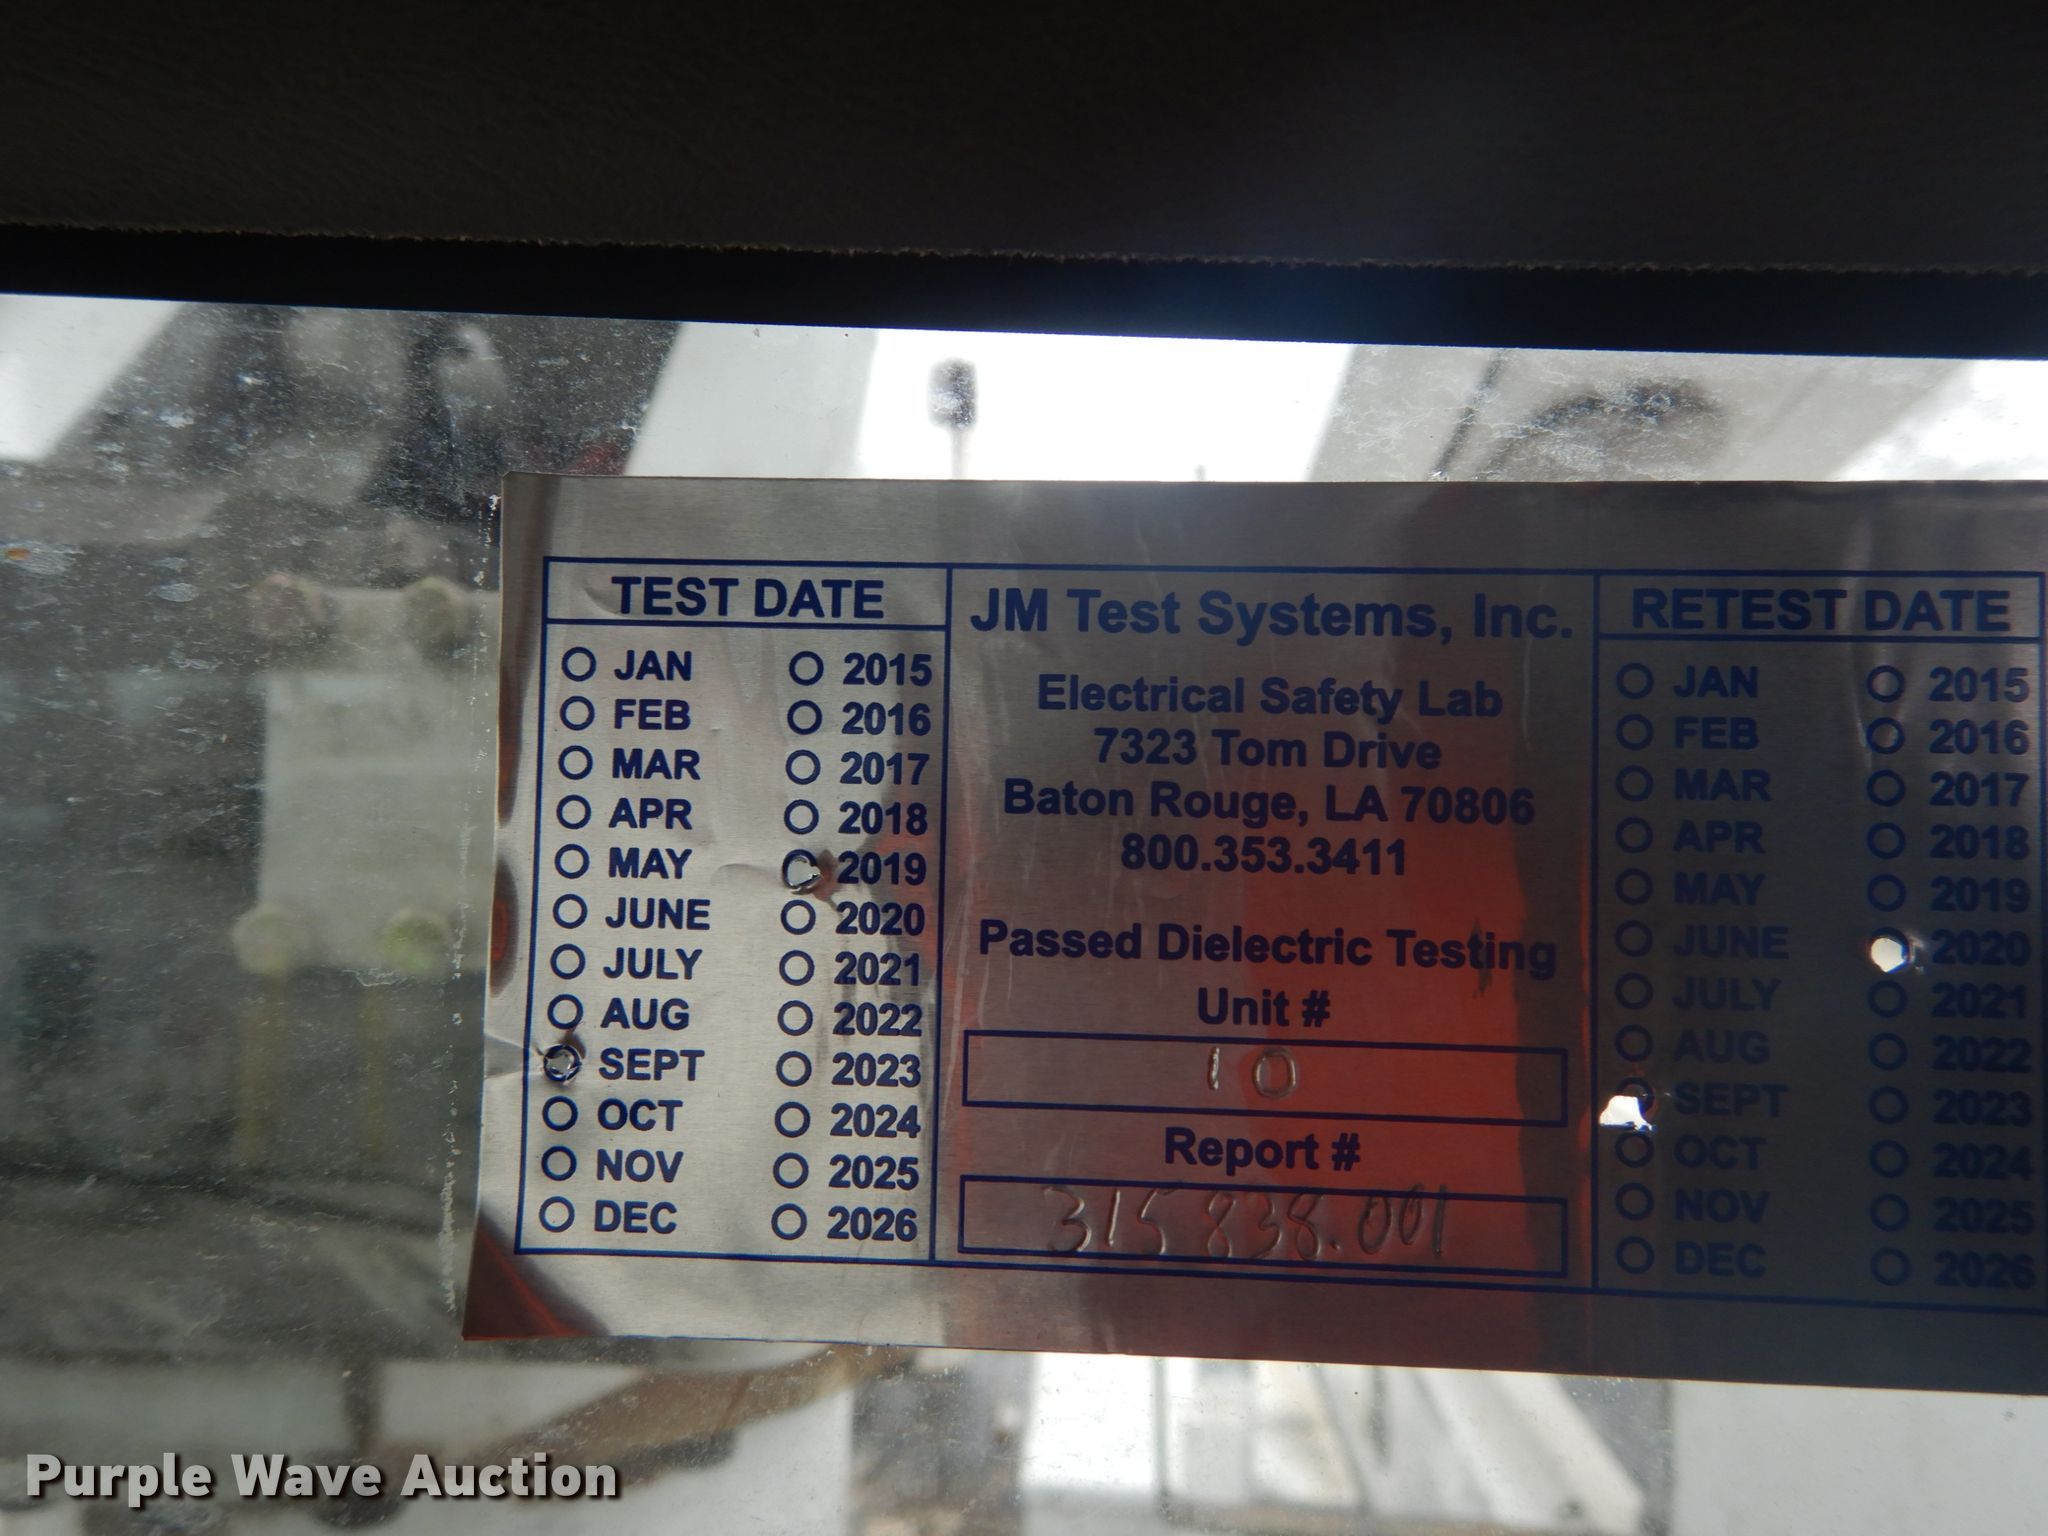 TEST DATE
JAN 2015
FEB 2016
MAR 2017
APR 2018
MAY 2019
JUNE 2020
JULY 2021
AUG 2022
SEPT 2023
OCT 2024
NOV 2025
DEC 2026
JM Test Systems, Inc.
Electrical Safety Lab
7323 Tom Drive
Baton Rouge, LA 70806
800.353.3411
Passed Dielectric Testing
Unit #
10
Report #
315838.001
RETEST DATE
JAN 2015
FEB 2016
MAR 2017
APR 2018
MAY 2019
JUNE 2020
JULY 2021
AUG 2022
SEPT 2023
OCT 2024
NOV 2025
DEC 2026
Purple Wave Auction